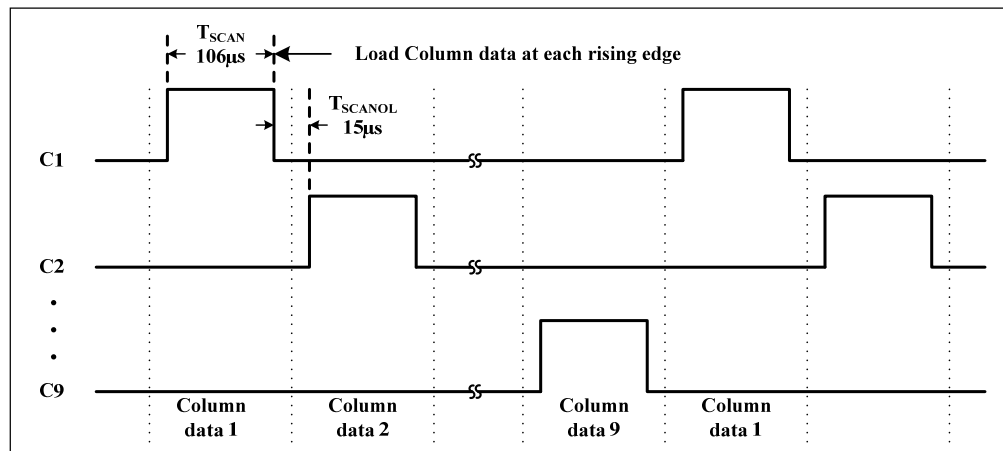 TSCAN
106μs
Load Column data at each rising edge
TSCANOL
15μs
C1
C2
C9
Column data 1
Column data 2
Column data 9
Column data 1